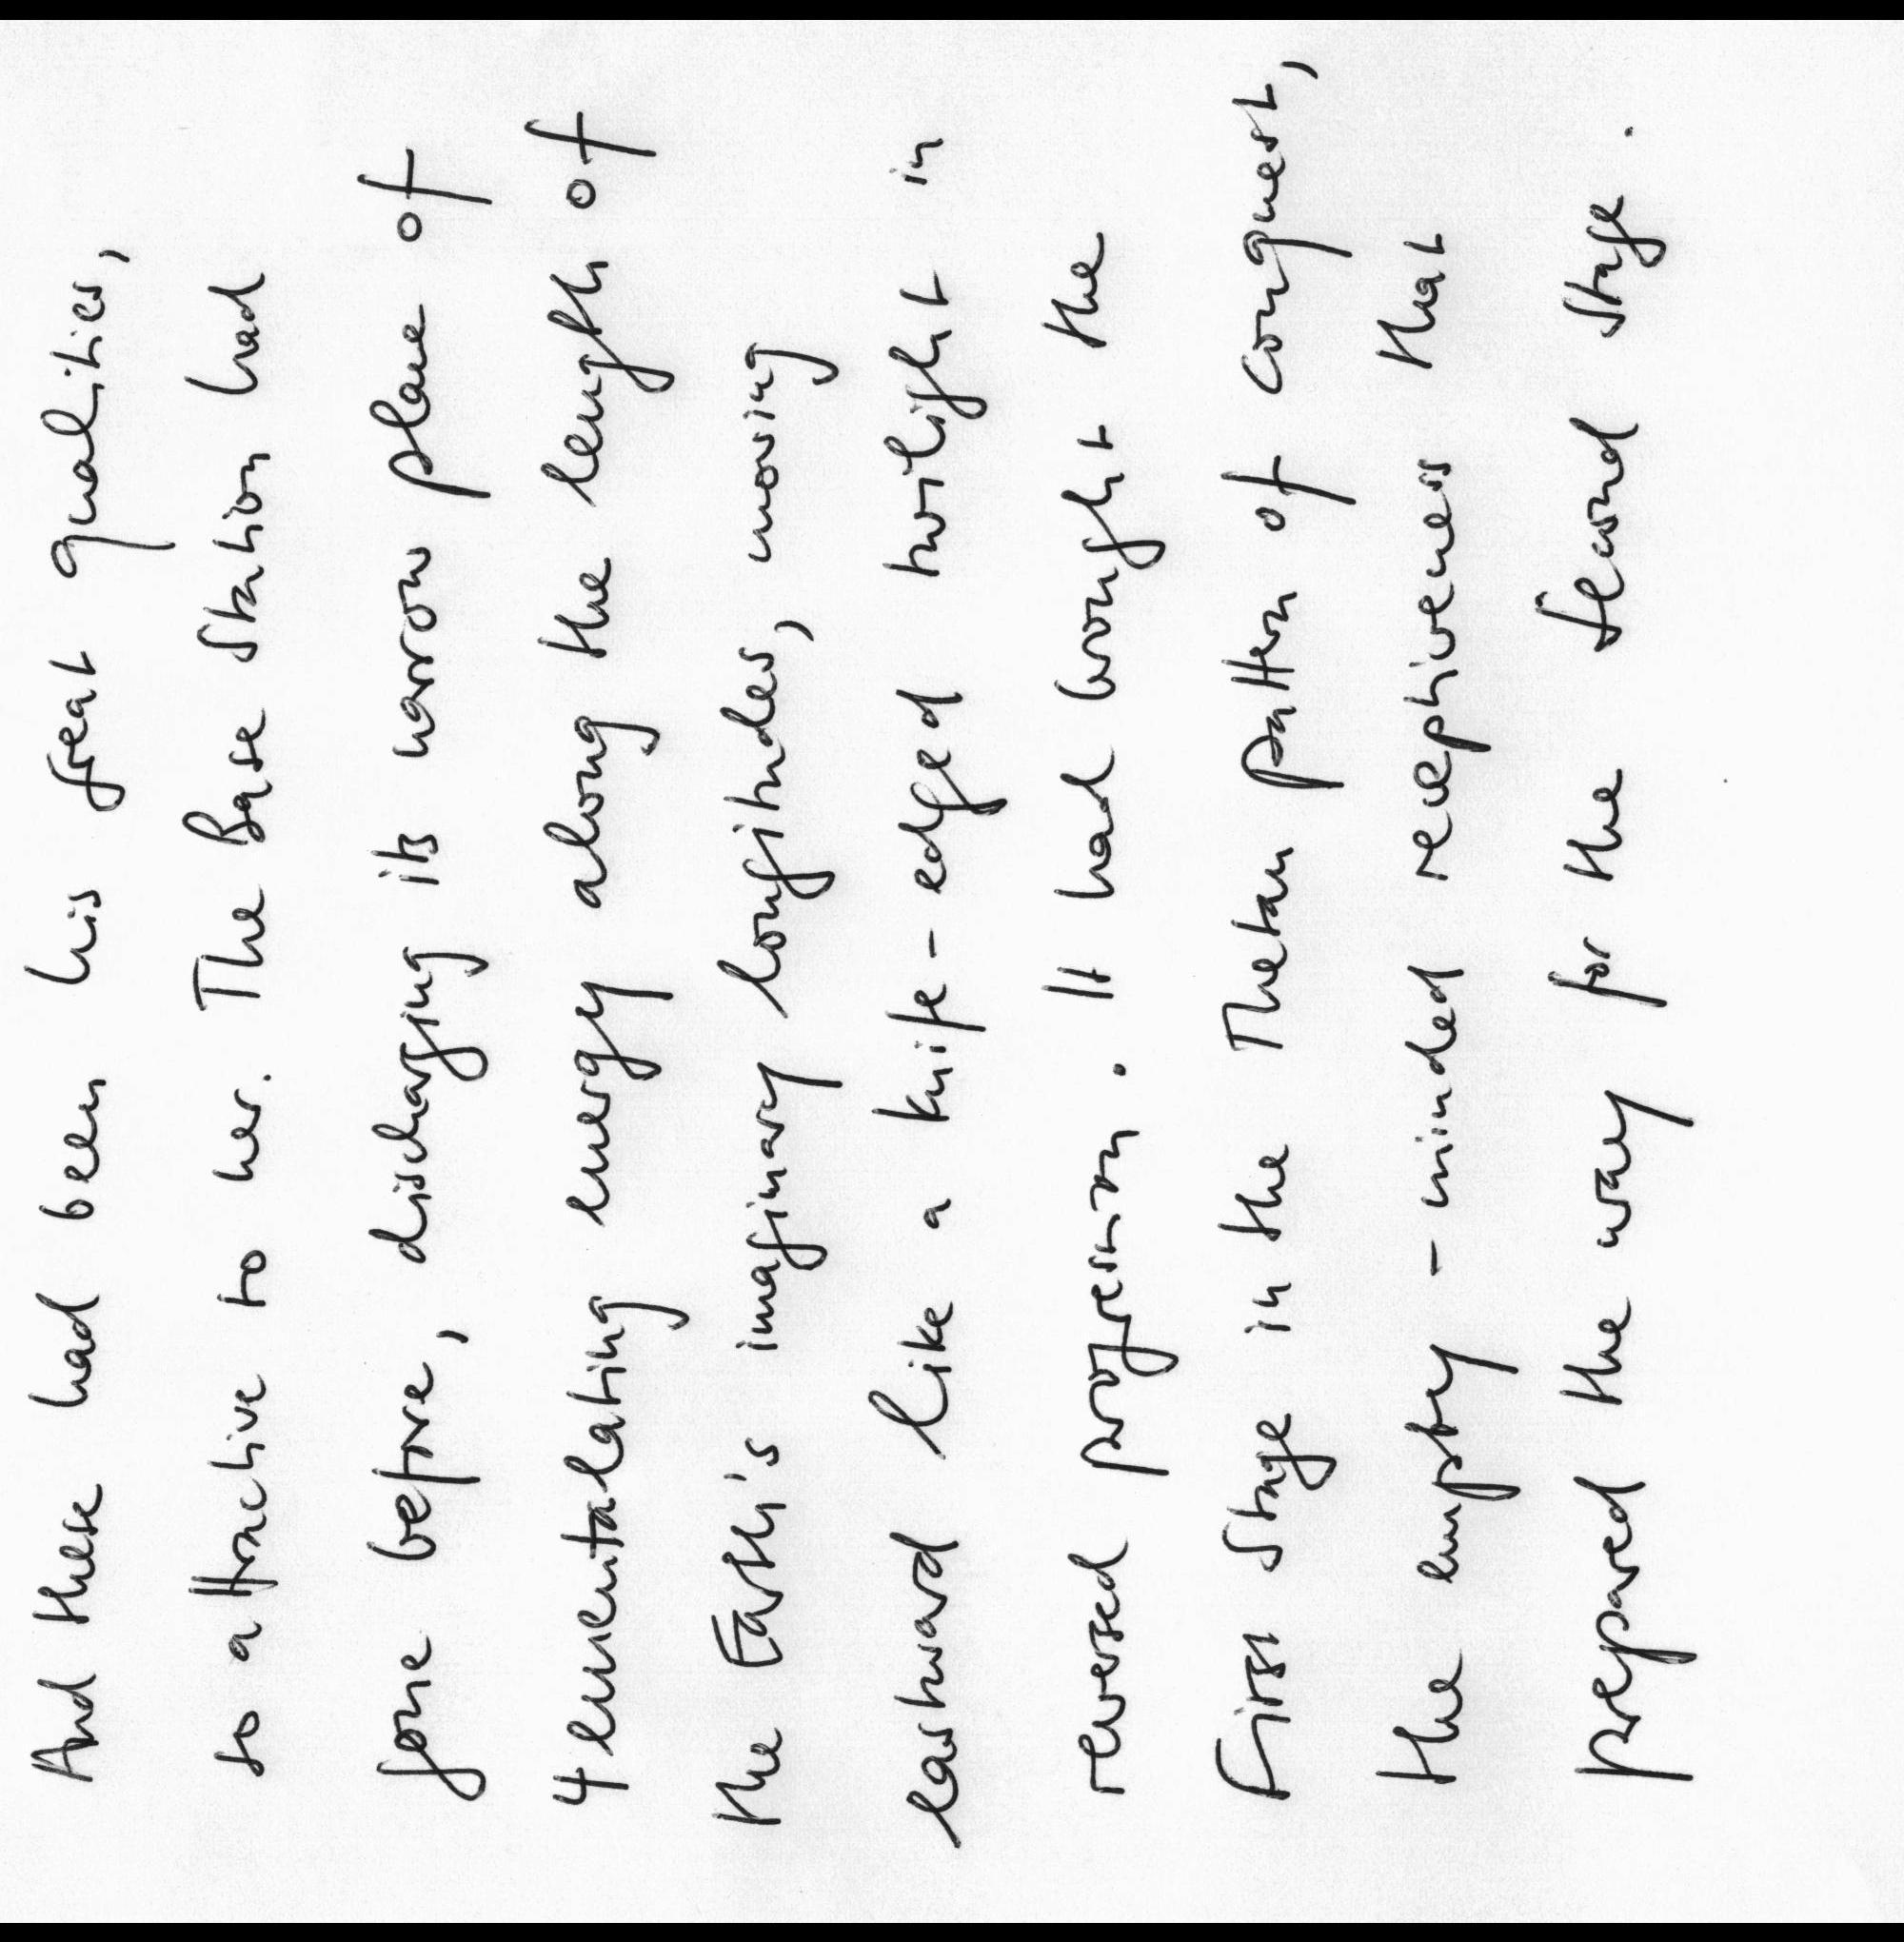 And these had been his great qualities,
so attractive to her. The Base Station had
gone before, discharging its narrow plane of
4ementalating energy along the length of
the Earth's imaginary longitudes, moving
eastward like a knife-edged twilight in
reversed progression. It had brought the
First Stage in the Thetan pattern of conquest,
the empty-minded receptiveness that
prepared the way for the Second Stage.